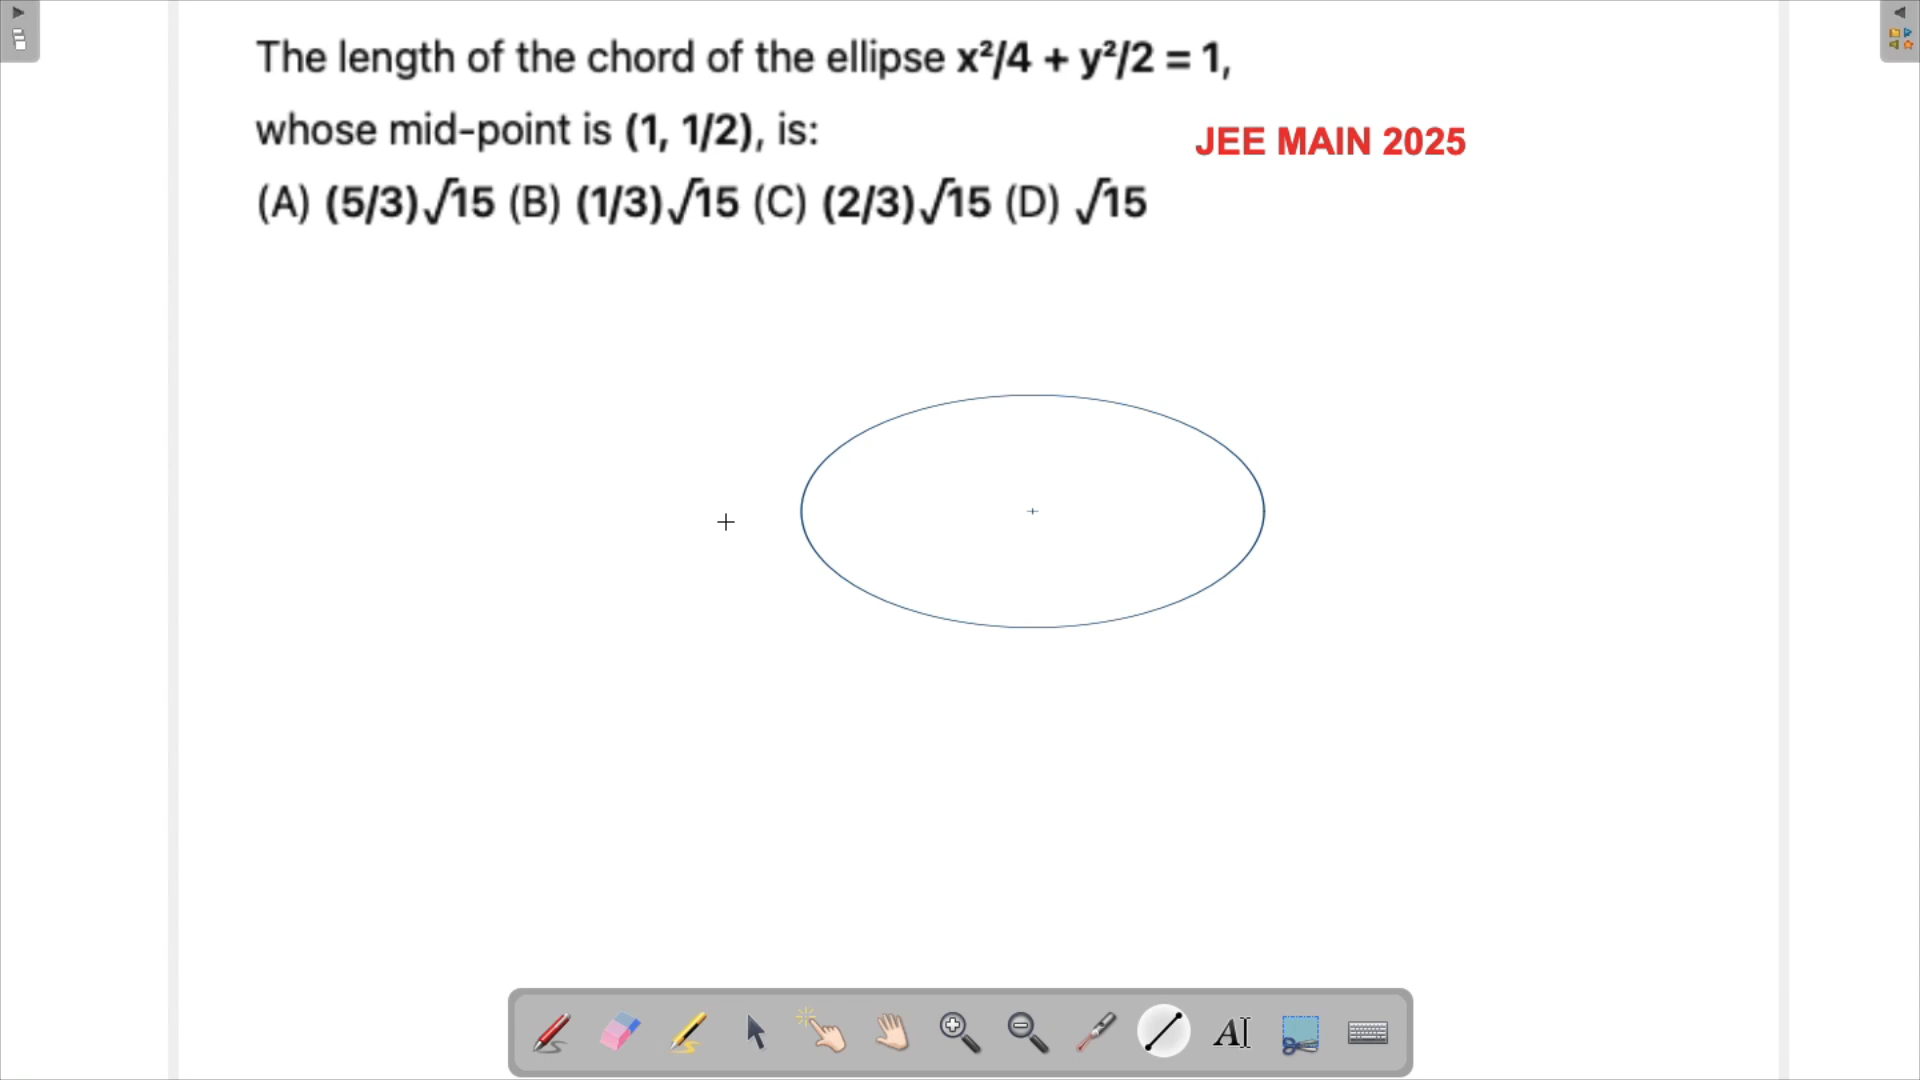 The length of the chord of the ellipse x²/4 + y²/2 = 1,
whose mid-point is (1, 1/2), is:
JEE MAIN 2025
(A) (5/3)√15 (B) (1/3)√15 (C) (2/3)√15 (D) √15
AI